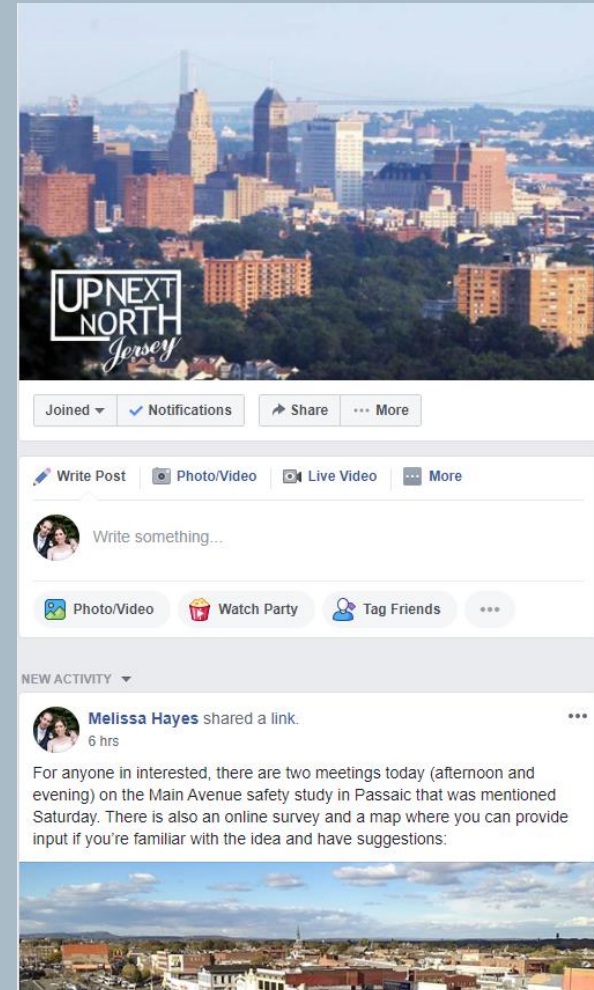 UPNEXT
NORTH
Jersey
Joined
Notifications
Share
More
Write Post
Photo/Video
Live Video
More
Write something...
Photo/Video
Watch Party
Tag Friends
NEW ACTIVITY
Melissa Hayes shared a link.
6 hrs
For anyone in interested, there are two meetings today (afternoon and
evening) on the Main Avenue safety study in Passaic that was mentioned
Saturday. There is also an online survey and a map where you can provide
input if you're familiar with the idea and have suggestions: